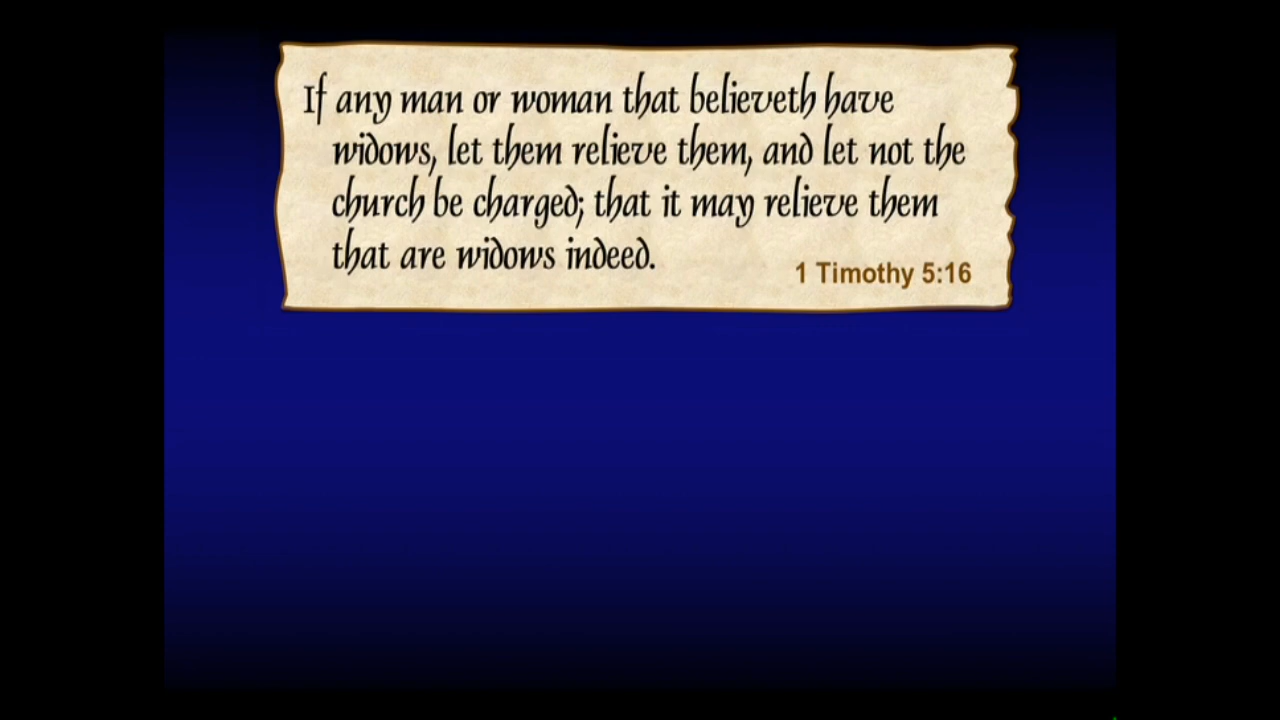 If any man or woman that believeth have
widows, let them relieve them, and let not the
church be charged; that it may relieve them
that are widows indeed.
1 Timothy 5:16